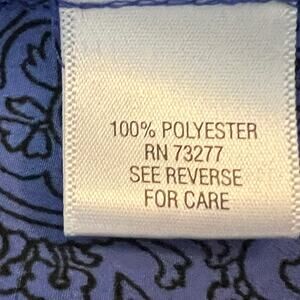 100% POLYESTER
RN 73277
SEE REVERSE
FOR CARE